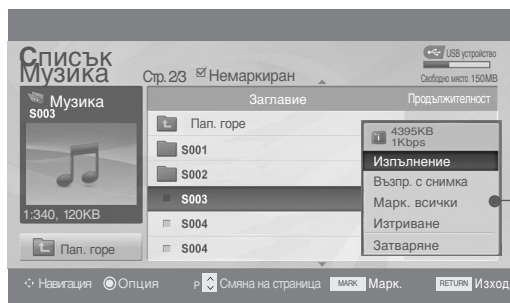 Списък
Музика
Стр. 2/3 Немаркиран
USB устройство
Свободно място 150MB
Музика
S003
1:340, 120KB
Пап. горе
Заглавие
Продължителност
Пап. горе
S001
S002
S003
S004
S004
4395KB
1Kbps
Изпълнение
Възпр. с снимка
Марк. всички
Изтриване
Затваряне
Навигация Опция P Смяна на страница MARK Марк. RETURN Изход